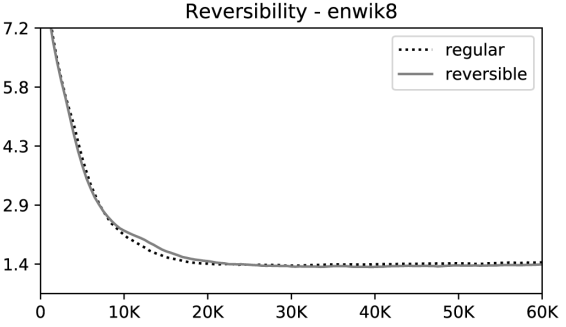 Reversibility - enwik8
7.2
regular
reversible
5.8
4.3
2.9
1.4
0 10K 20K 30K 40K 50K 60K